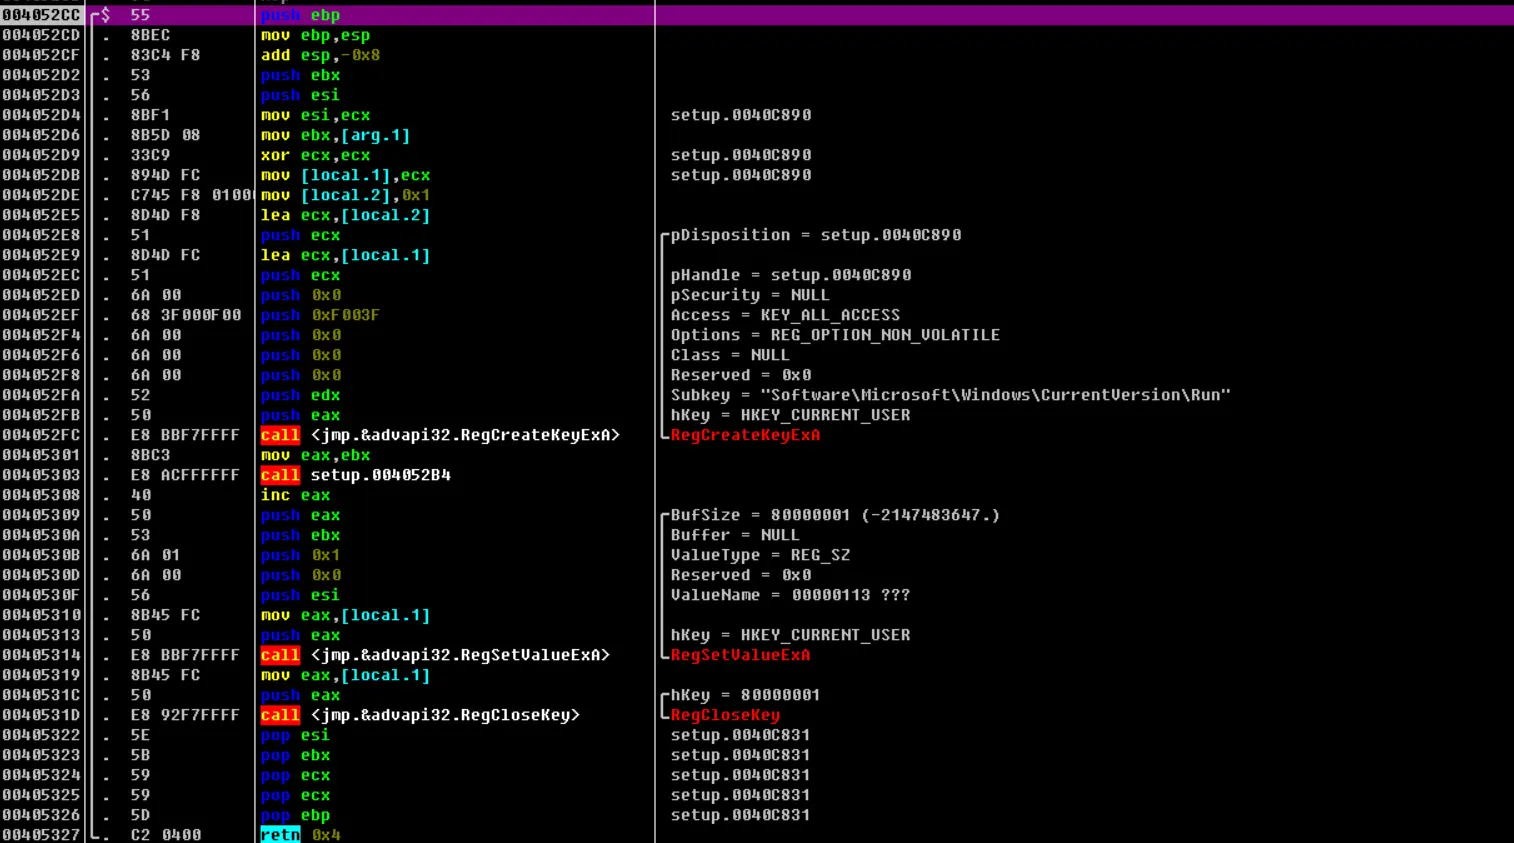 004052CC $ 55 push ebp
004052CD . 8BEC mov ebp,esp
004052CF . 83C4 F8 add esp,-0x8
004052D2 . 53 push ebx
004052D3 . 56 push esi
004052D4 . 8BF1 mov esi,ecx setup.0040C890
004052D6 . 8B5D 08 mov ebx,[arg.1]
004052D9 . 33C9 xor ecx,ecx setup.0040C890
004052DB . 894D FC mov [local.1],ecx setup.0040C890
004052DE . C745 F8 0100 mov [local.2],0x1
004052E5 . 8D4D F8 lea ecx,[local.2]
004052E8 . 51 push ecx pDisposition = setup.0040C890
004052E9 . 8D4D FC lea ecx,[local.1]
004052EC . 51 push ecx pHandle = setup.0040C890
004052ED . 6A 00 push 0x0 pSecurity = NULL
004052EF . 68 3F000F00 push 0xF003F Access = KEY_ALL_ACCESS
004052F4 . 6A 00 push 0x0 Options = REG_OPTION_NON_VOLATILE
004052F6 . 6A 00 push 0x0 Class = NULL
004052F8 . 6A 00 push 0x0 Reserved = 0x0
004052FA . 52 push edx Subkey = "Software\Microsoft\Windows\CurrentVersion\Run"
004052FB . 50 push eax hKey = HKEY_CURRENT_USER
004052FC . E8 BBF7FFFF call <jmp.&advapi32.RegCreateKeyExA> RegCreateKeyExA
00405301 . 8BC3 mov eax,ebx
00405303 . E8 ACFFFFFF call setup.004052B4
00405308 . 40 inc eax
00405309 . 50 push eax BufSize = 80000001 (-2147483647.)
0040530A . 53 push ebx Buffer = NULL
0040530B . 6A 01 push 0x1 ValueType = REG_SZ
0040530D . 6A 00 push 0x0 Reserved = 0x0
0040530F . 56 push esi ValueName = 00000113 ???
00405310 . 8B45 FC mov eax,[local.1]
00405313 . 50 push eax hKey = HKEY_CURRENT_USER
00405314 . E8 BBF7FFFF call <jmp.&advapi32.RegSetValueExA> RegSetValueExA
00405319 . 8B45 FC mov eax,[local.1]
0040531C . 50 push eax hKey = 80000001
0040531D . E8 92F7FFFF call <jmp.&advapi32.RegCloseKey> RegCloseKey
00405322 . 5E pop esi setup.0040C831
00405323 . 5B pop ebx setup.0040C831
00405324 . 59 pop ecx setup.0040C831
00405325 . 59 pop ecx setup.0040C831
00405326 . 5D pop ebp setup.0040C831
00405327 . C2 0400 retn 0x4